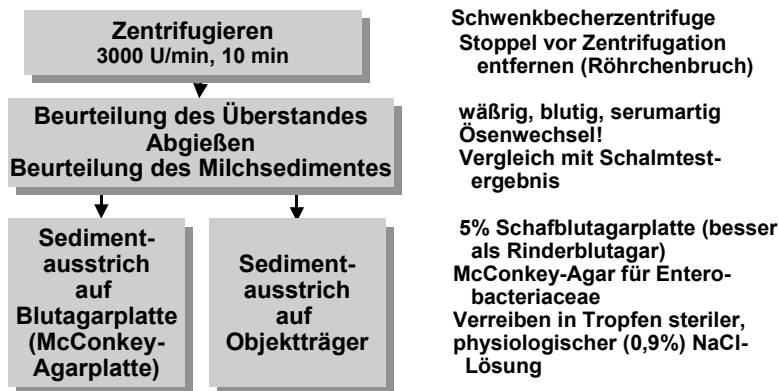 Zentrifugieren
3000 U/min, 10 min
Schwenkbecherzentrifuge
Stoppel vor Zentrifugation
entfernen (Röhrchenbruch)
Beurteilung des Überstandes
Abgießen
Beurteilung des Milchsedimentes
wäßrig, blutig, serumartig
Ösenwechsel!
Vergleich mit Schalmtest-
ergebnis
Sediment-
ausstrich
auf
Blutagarplatte
(McConkey-
Agarplatte)
Sediment-
ausstrich
auf
Objektträger
5% Schafblutagarplatte (besser
als Rinderblutagar)
McConkey-Agar für Entero-
bacteriaceae
Verreiben in Tropfen steriler,
physiologischer (0,9%) NaCl-
Lösung